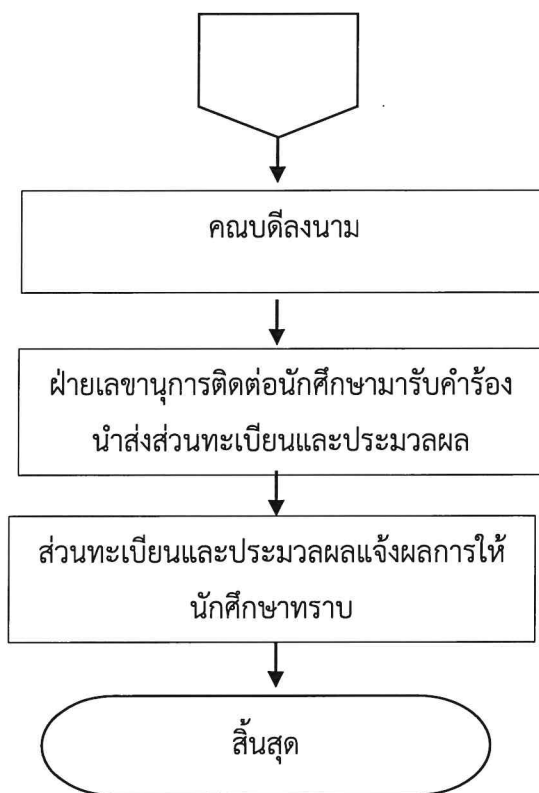 คณบดีลงนาม
ฝ่ายเลขานุการติดต่อนักศึกษามารับคำร้อง
นำส่งส่วนทะเบียนและประมวลผล
ส่วนทะเบียนและประมวลผลแจ้งผลการให้
นักศึกษาทราบ
สิ้นสุด